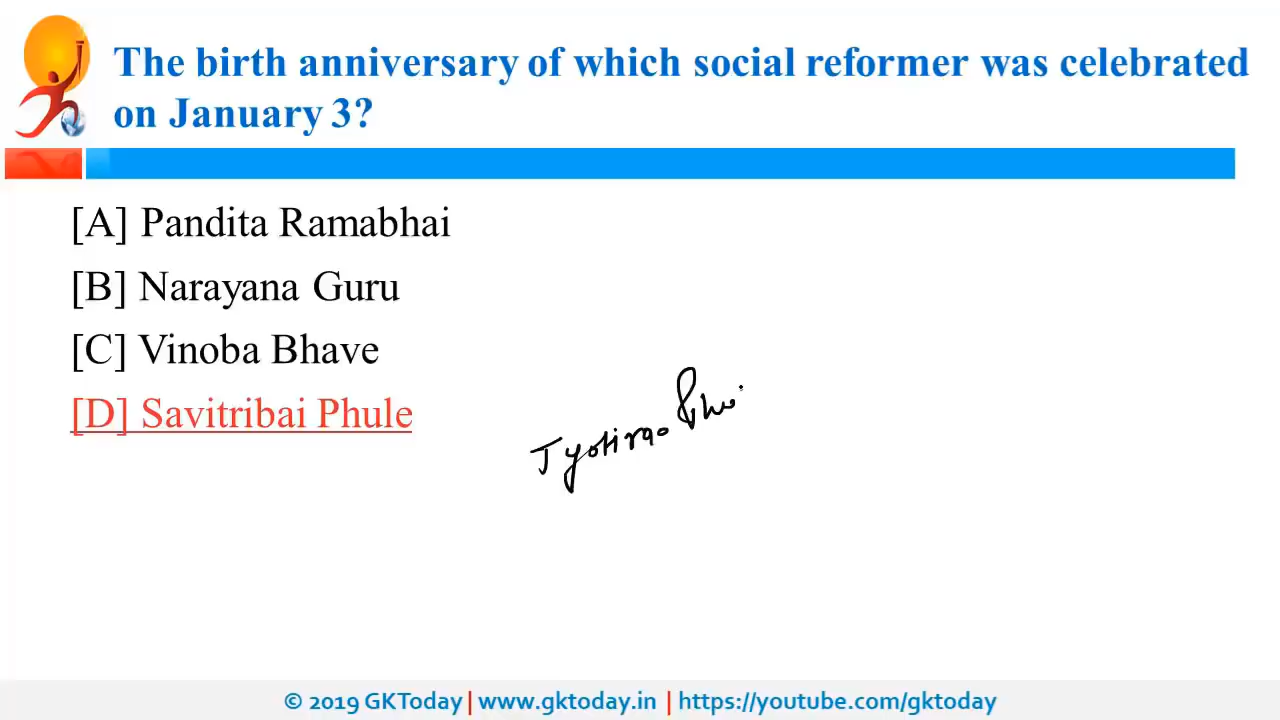 The birth anniversary of which social reformer was celebrated
on January 3?
[A] Pandita Ramabhai
[B] Narayana Guru
[C] Vinoba Bhave
[D] Savitribai Phule
Jyotirao
© 2019 GKToday | www.gktoday.in | https://youtube.com/gktoday